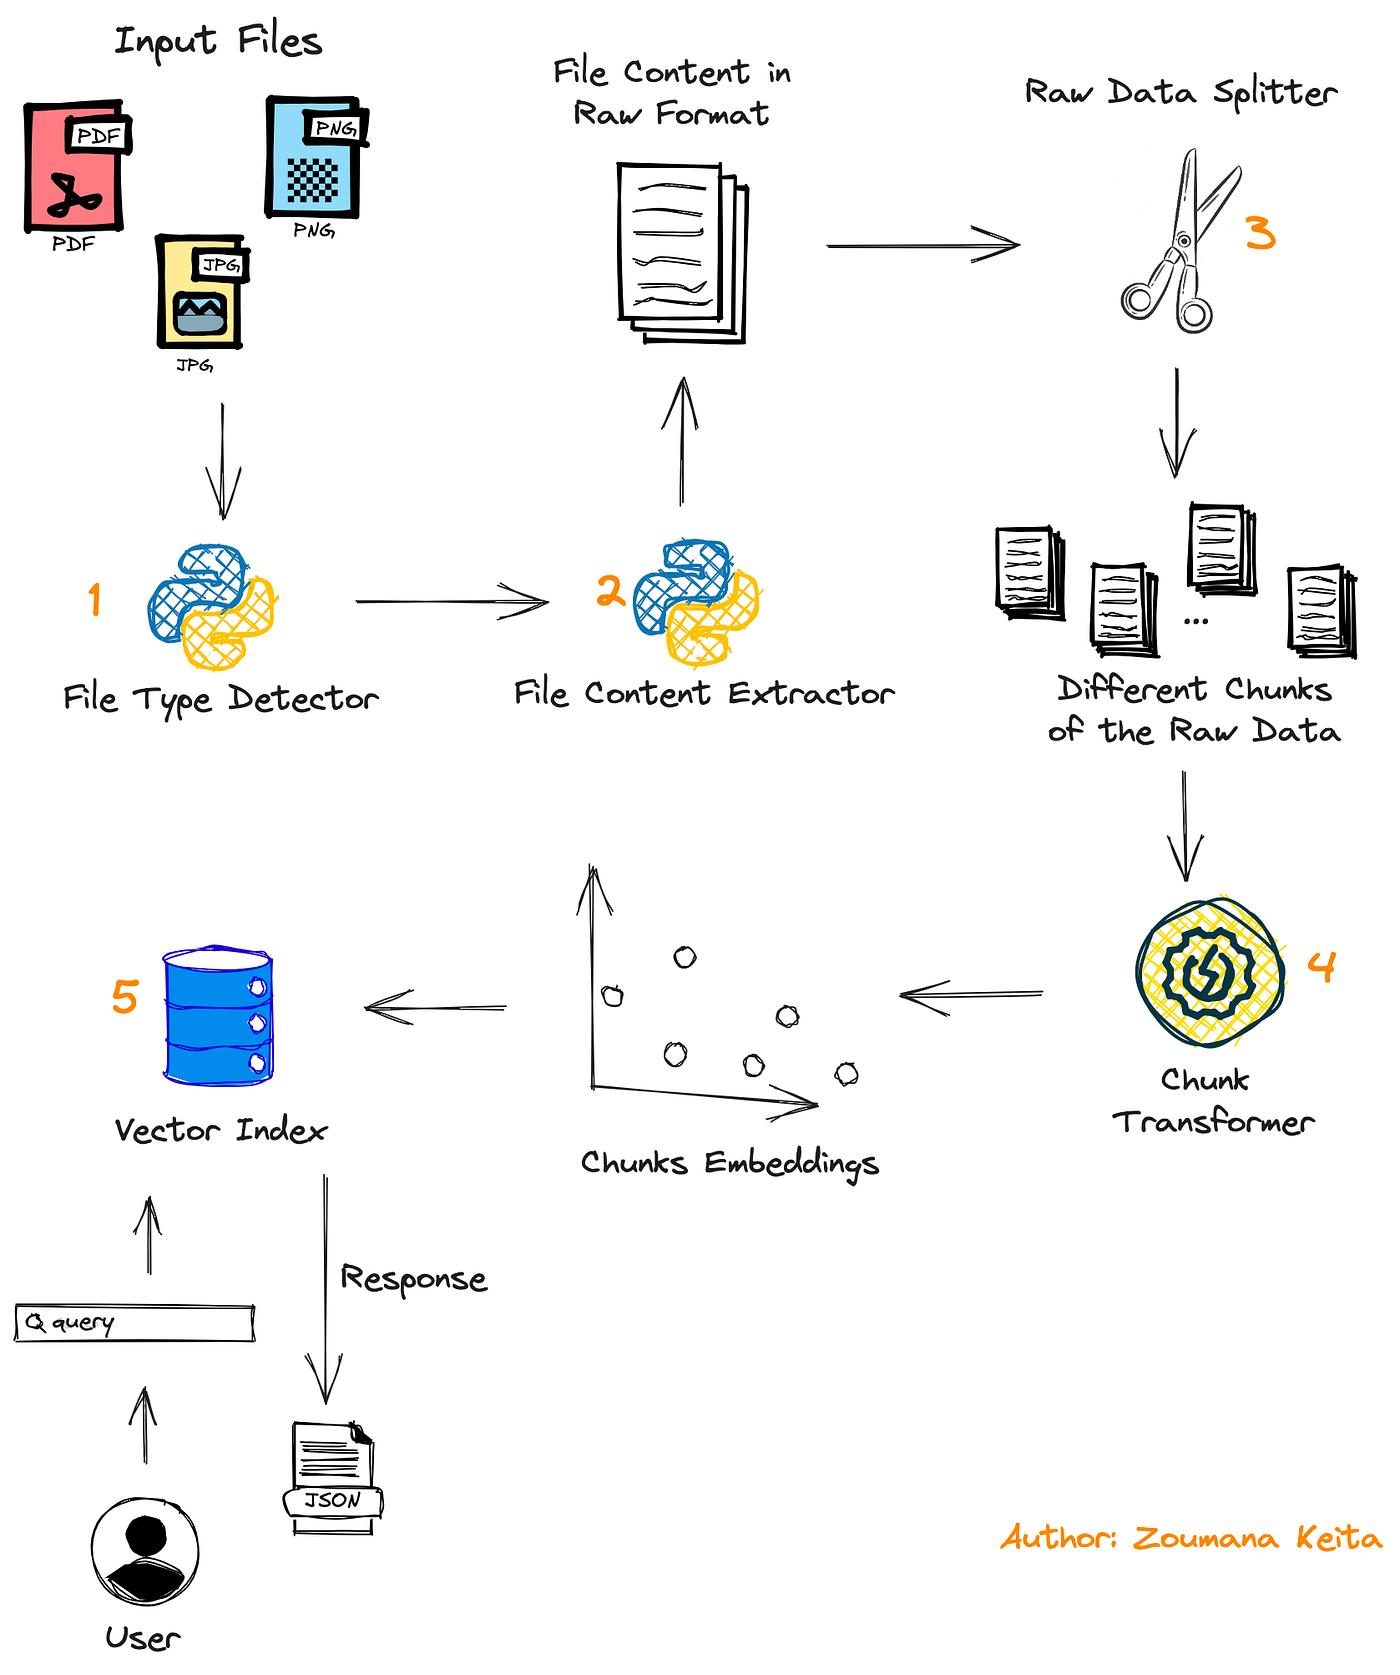 Input Files
PDF
PDF
PNG
PNG
JPG
JPG
File Content in
Raw Format
Raw Data Splitter
3
1
File Type Detector
2
File Content Extractor
...
Different Chunks
of the Raw Data
4
Chunk
Transformer
Chunks Embeddings
5
Vector Index
Response
query
JSON
User
Author: Zoumana Keita